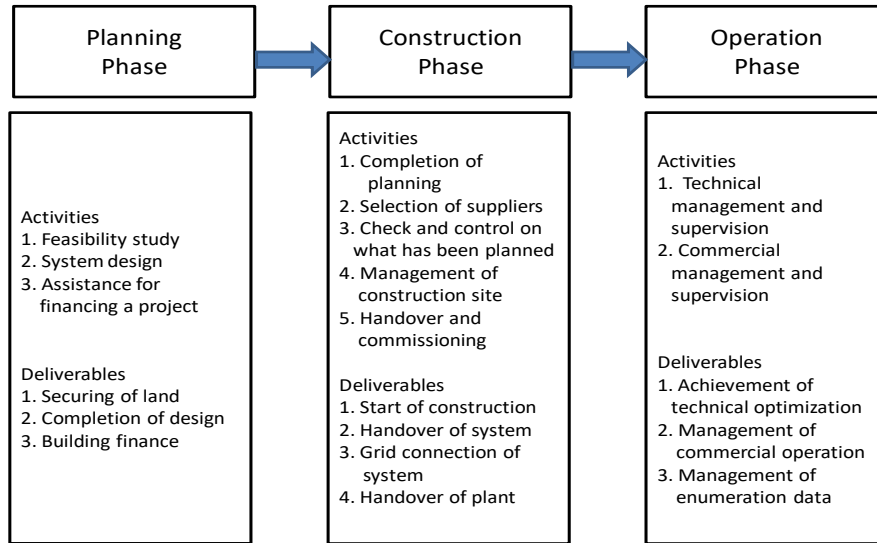 Planning
Phase
Construction
Phase
Operation
Phase
Activities
1. Feasibility study
2. System design
3. Assistance for
financing a project
Deliverables
1. Securing of land
2. Completion of design
3. Building finance
Activities
1. Completion of
planning
2. Selection of suppliers
3. Check and control on
what has been planned
4. Management of
construction site
5. Handover and
commissioning
Deliverables
1. Start of construction
2. Handover of system
3. Grid connection of
system
4. Handover of plant
Activities
1. Technical
management and
supervision
2. Commercial
management and
supervision
Deliverables
1. Achievement of
technical optimization
2. Management of
commercial operation
3. Management of
enumeration data